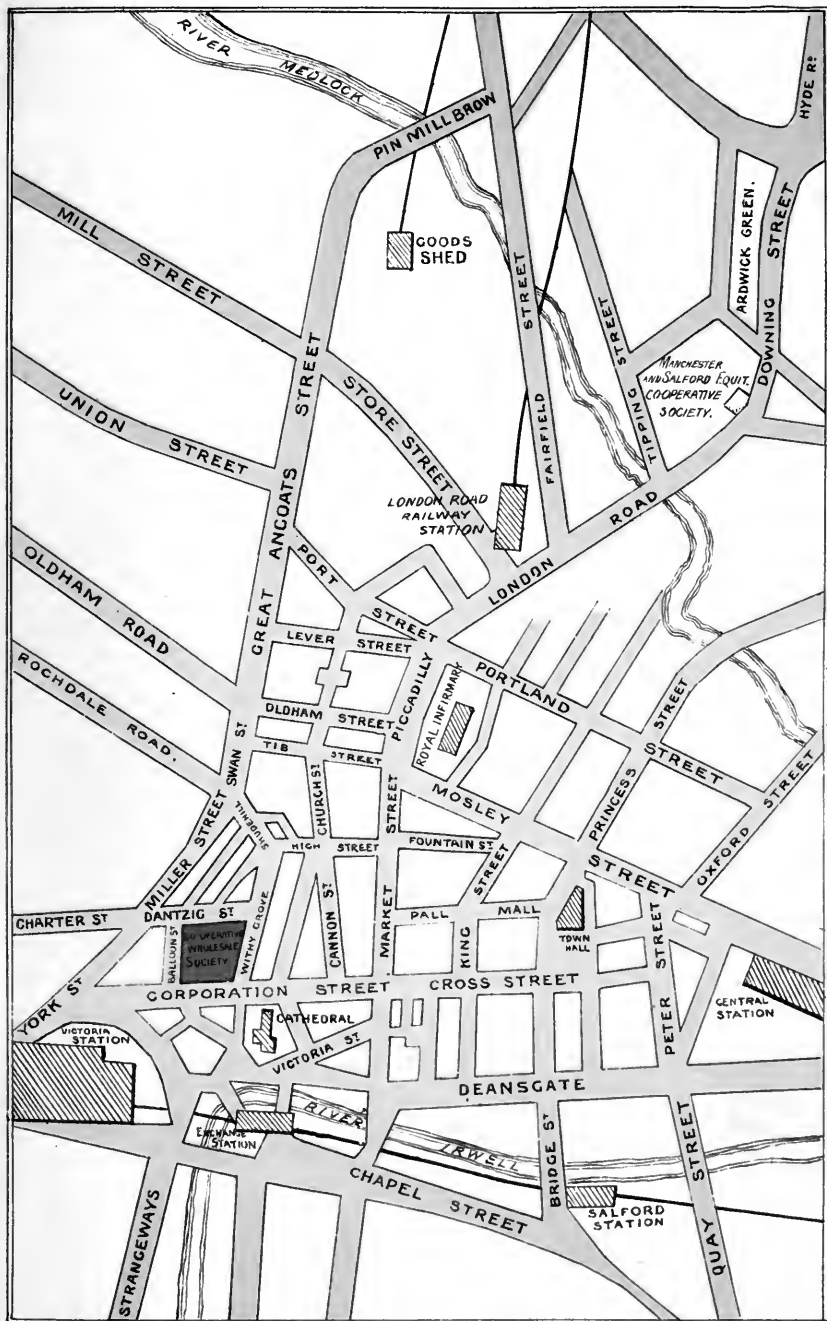 RIVER
MEDLOCK
HYDE RD
PIN MILL BROW
GOODS
SHED
MILL STREET
ARDWICK GREEN.
DOWNING STREET
STREET
FAIRFIELD
TIPPING STREET
MANCHESTER
AND SALFORD EQUIT.
CO-OPERATIVE
SOCIETY.
UNION STREET
STORE STREET
GREAT ANCOATS STREET
LONDON ROAD
RAILWAY
STATION
LONDON ROAD
OLDHAM ROAD
PORT STREET
LEVER STREET
ROCHDALE ROAD.
PICCADILLY
PORTLAND STREET
ROYAL INFIRMARY
OLDHAM STREET
TIB STREET
SWAN ST
CHURCH ST
MOSLEY STREET
PRINCESS STREET
OXFORD STREET
MILLER STREET
SHUDEHILL
HIGH STREET
FOUNTAIN ST
MARKET STREET
CANNON ST
KING STREET
PALL MALL
TOWN
HALL
CHARTER ST
DANTZIG ST
BALLOON ST
CO-OPERATIVE
WHOLESALE
SOCIETY
WITHY GROVE
YORK ST
CORPORATION STREET
CROSS STREET
PETER STREET
CENTRAL
STATION
VICTORIA
STATION
CATHEDRAL
VICTORIA ST
DEANSGATE
EXCHANGE
STATION
RIVER IRWELL
BRIDGE ST
CHAPEL STREET
SALFORD
STATION
QUAY STREET
STRANGEWAYS